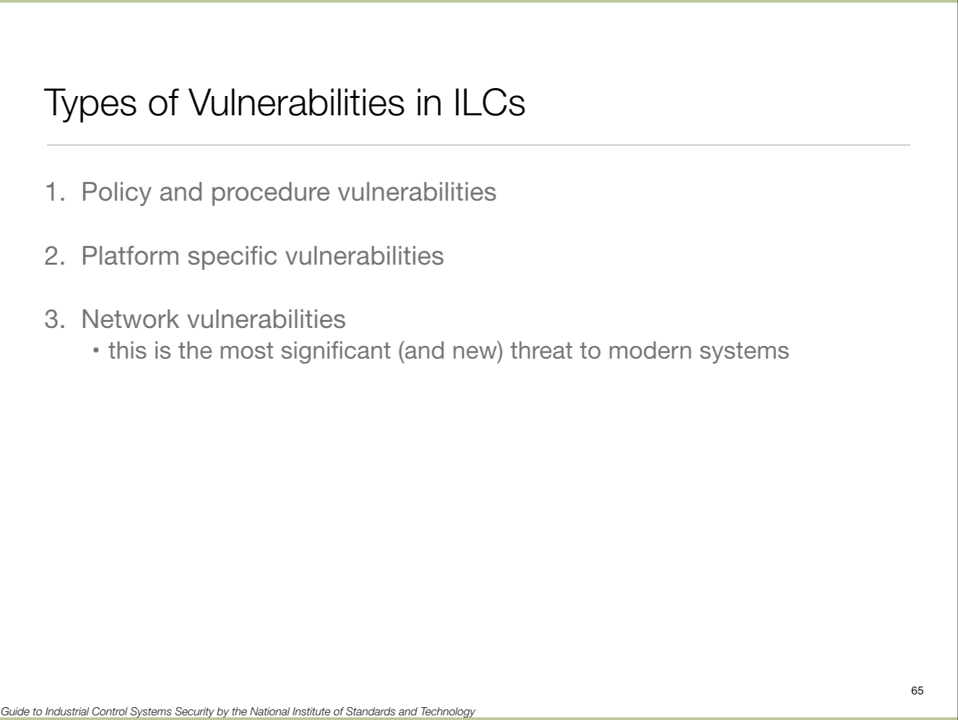 Types of Vulnerabilities in ILCs
1. Policy and procedure vulnerabilities
2. Platform specific vulnerabilities
3. Network vulnerabilities
• this is the most significant (and new) threat to modern systems
65
Guide to Industrial Control Systems Security by the National Institute of Standards and Technology